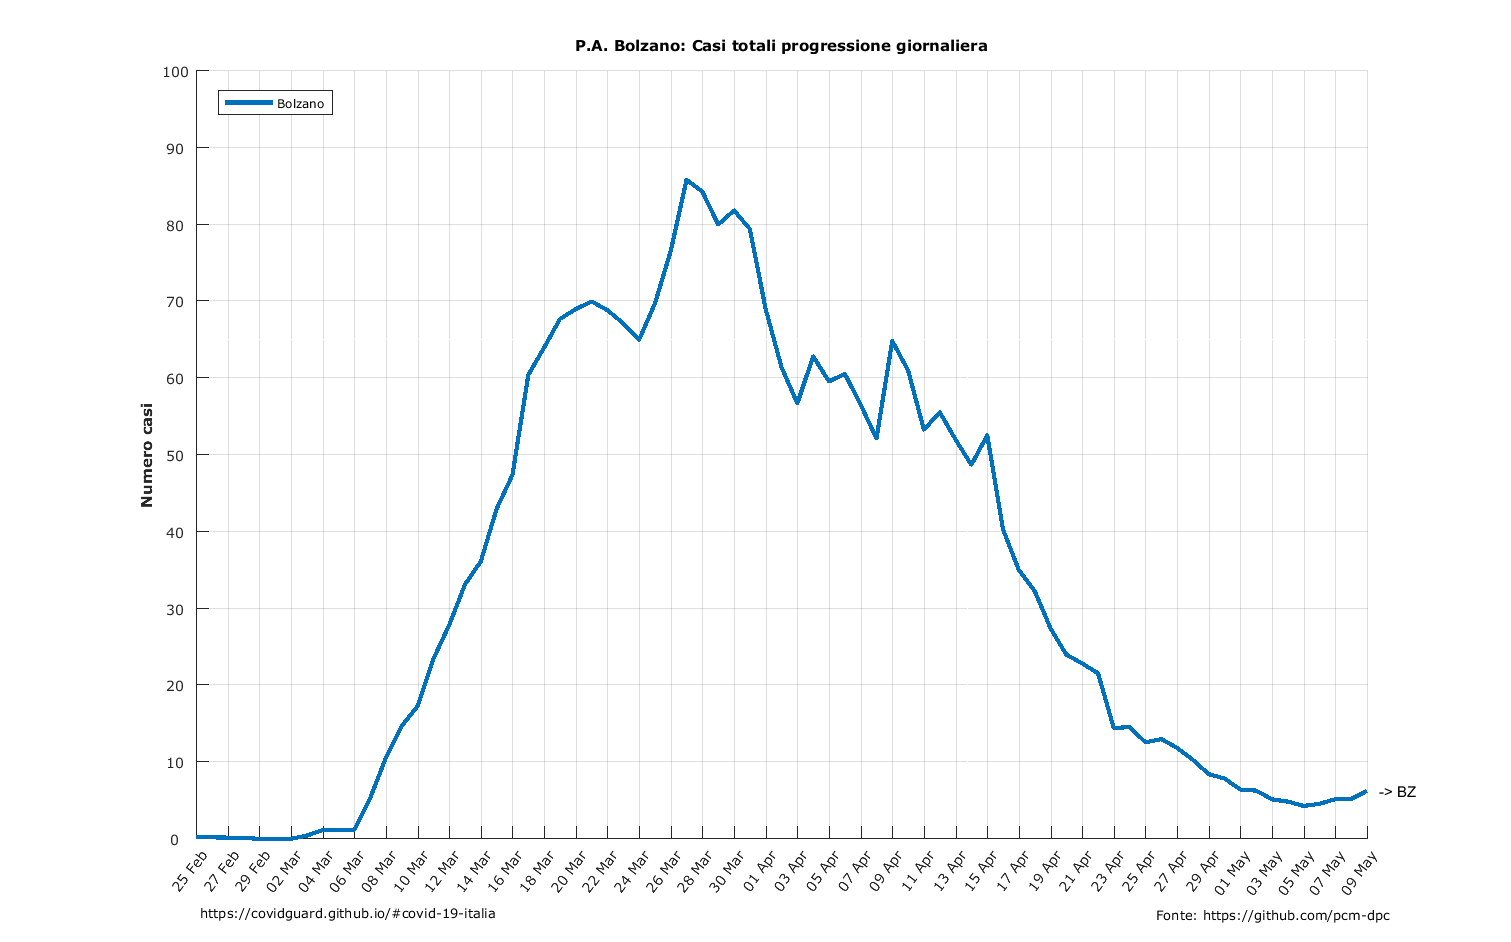 P.A. Bolzano: Casi totali progressione giornaliera
Bolzano
Numero casi
100
90
80
70
60
50
40
30
20
10
0
25 Feb
27 Feb
29 Feb
02 Mar
04 Mar
06 Mar
08 Mar
10 Mar
12 Mar
14 Mar
16 Mar
18 Mar
20 Mar
22 Mar
24 Mar
26 Mar
28 Mar
30 Mar
01 Apr
03 Apr
05 Apr
07 Apr
09 Apr
11 Apr
13 Apr
15 Apr
17 Apr
19 Apr
21 Apr
23 Apr
25 Apr
27 Apr
29 Apr
01 May
03 May
05 May
07 May
09 May
-> BZ
https://covidguard.github.io/#covid-19-italia
Fonte: https://github.com/pcm-dpc